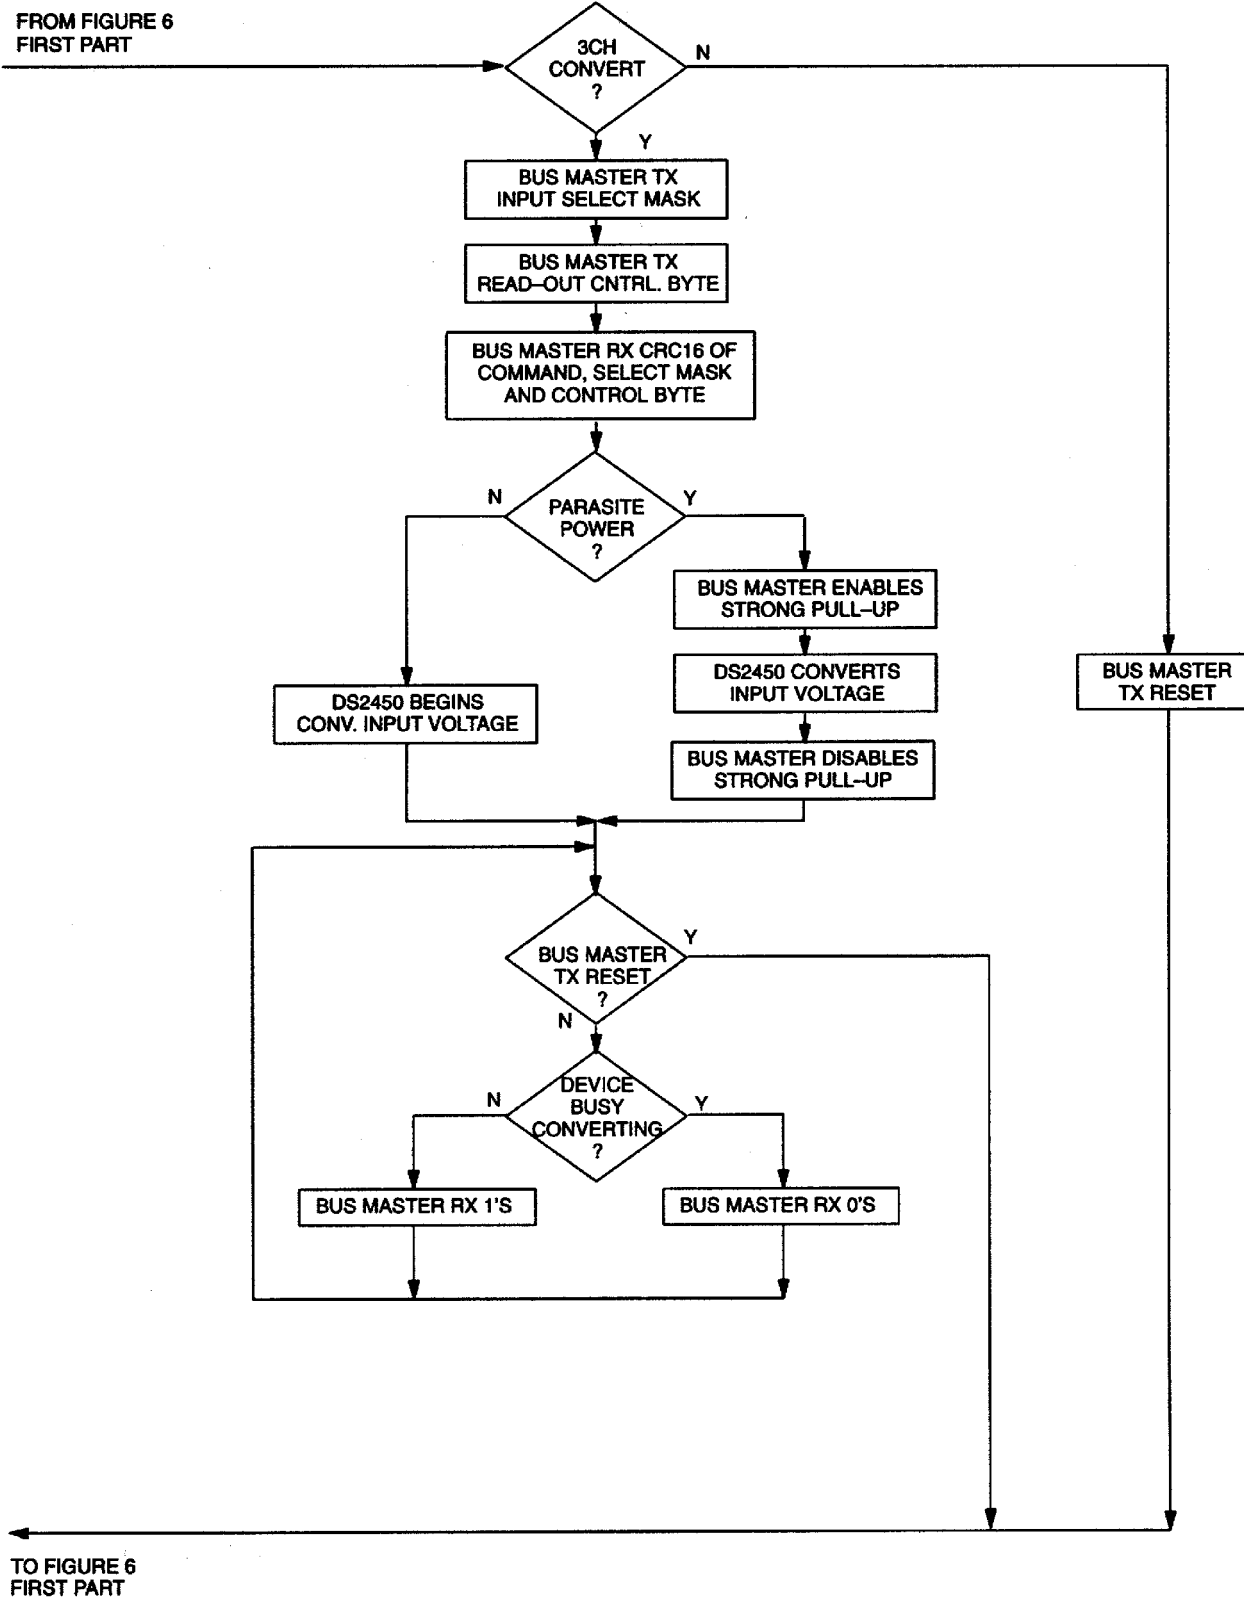 FROM FIGURE 6
FIRST PART
3CH
CONVERT
?
N
Y
BUS MASTER TX
INPUT SELECT MASK
BUS MASTER TX
READ–OUT CNTRL. BYTE
BUS MASTER RX CRC16 OF
COMMAND, SELECT MASK
AND CONTROL BYTE
N
PARASITE
POWER
?
Y
BUS MASTER ENABLES
STRONG PULL–UP
DS2450 CONVERTS
INPUT VOLTAGE
BUS MASTER
TX RESET
DS2450 BEGINS
CONV. INPUT VOLTAGE
BUS MASTER DISABLES
STRONG PULL–UP
BUS MASTER
TX RESET
?
Y
N
DEVICE
BUSY
CONVERTING
?
N
Y
BUS MASTER RX 1'S
BUS MASTER RX 0'S
TO FIGURE 6
FIRST PART